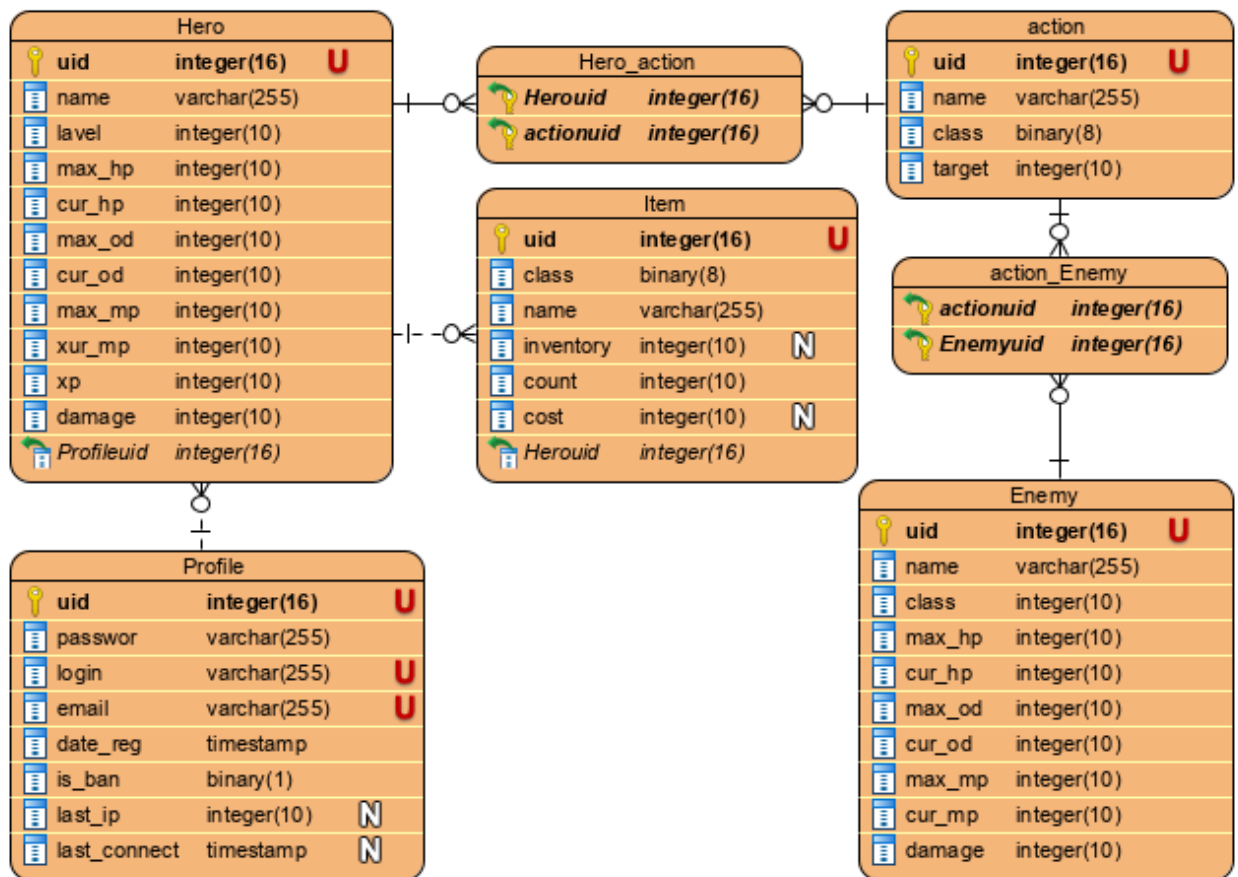 Hero
uid integer(16) U
name varchar(255)
lavel integer(10)
max_hp integer(10)
cur_hp integer(10)
max_od integer(10)
cur_od integer(10)
max_mp integer(10)
xur_mp integer(10)
xp integer(10)
damage integer(10)
Profileuid integer(16)
Hero_action
Herouid integer(16)
actionuid integer(16)
action
uid integer(16) U
name varchar(255)
class binary(8)
target integer(10)
Item
uid integer(16) U
class binary(8)
name varchar(255)
inventory integer(10) N
count integer(10)
cost integer(10) N
Herouid integer(16)
action_Enemy
actionuid integer(16)
Enemyuid integer(16)
Profile
uid integer(16) U
passwor varchar(255)
login varchar(255) U
email varchar(255) U
date_reg timestamp
is_ban binary(1)
last_ip integer(10) N
last_connect timestamp N
Enemy
uid integer(16) U
name varchar(255)
class integer(10)
max_hp integer(10)
cur_hp integer(10)
max_od integer(10)
cur_od integer(10)
max_mp integer(10)
cur_mp integer(10)
damage integer(10)